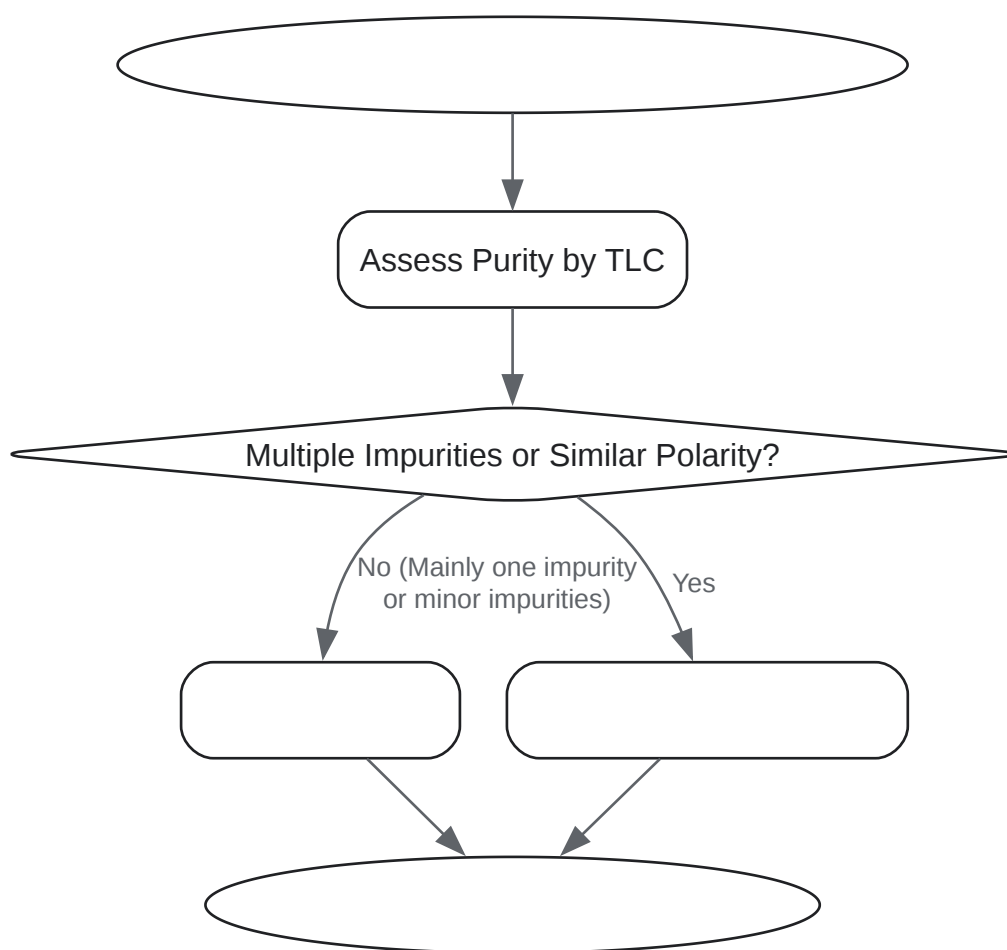 Assess Purity by TLC
Multiple Impurities or Similar Polarity?
No (Mainly one impurity
or minor impurities)
Yes